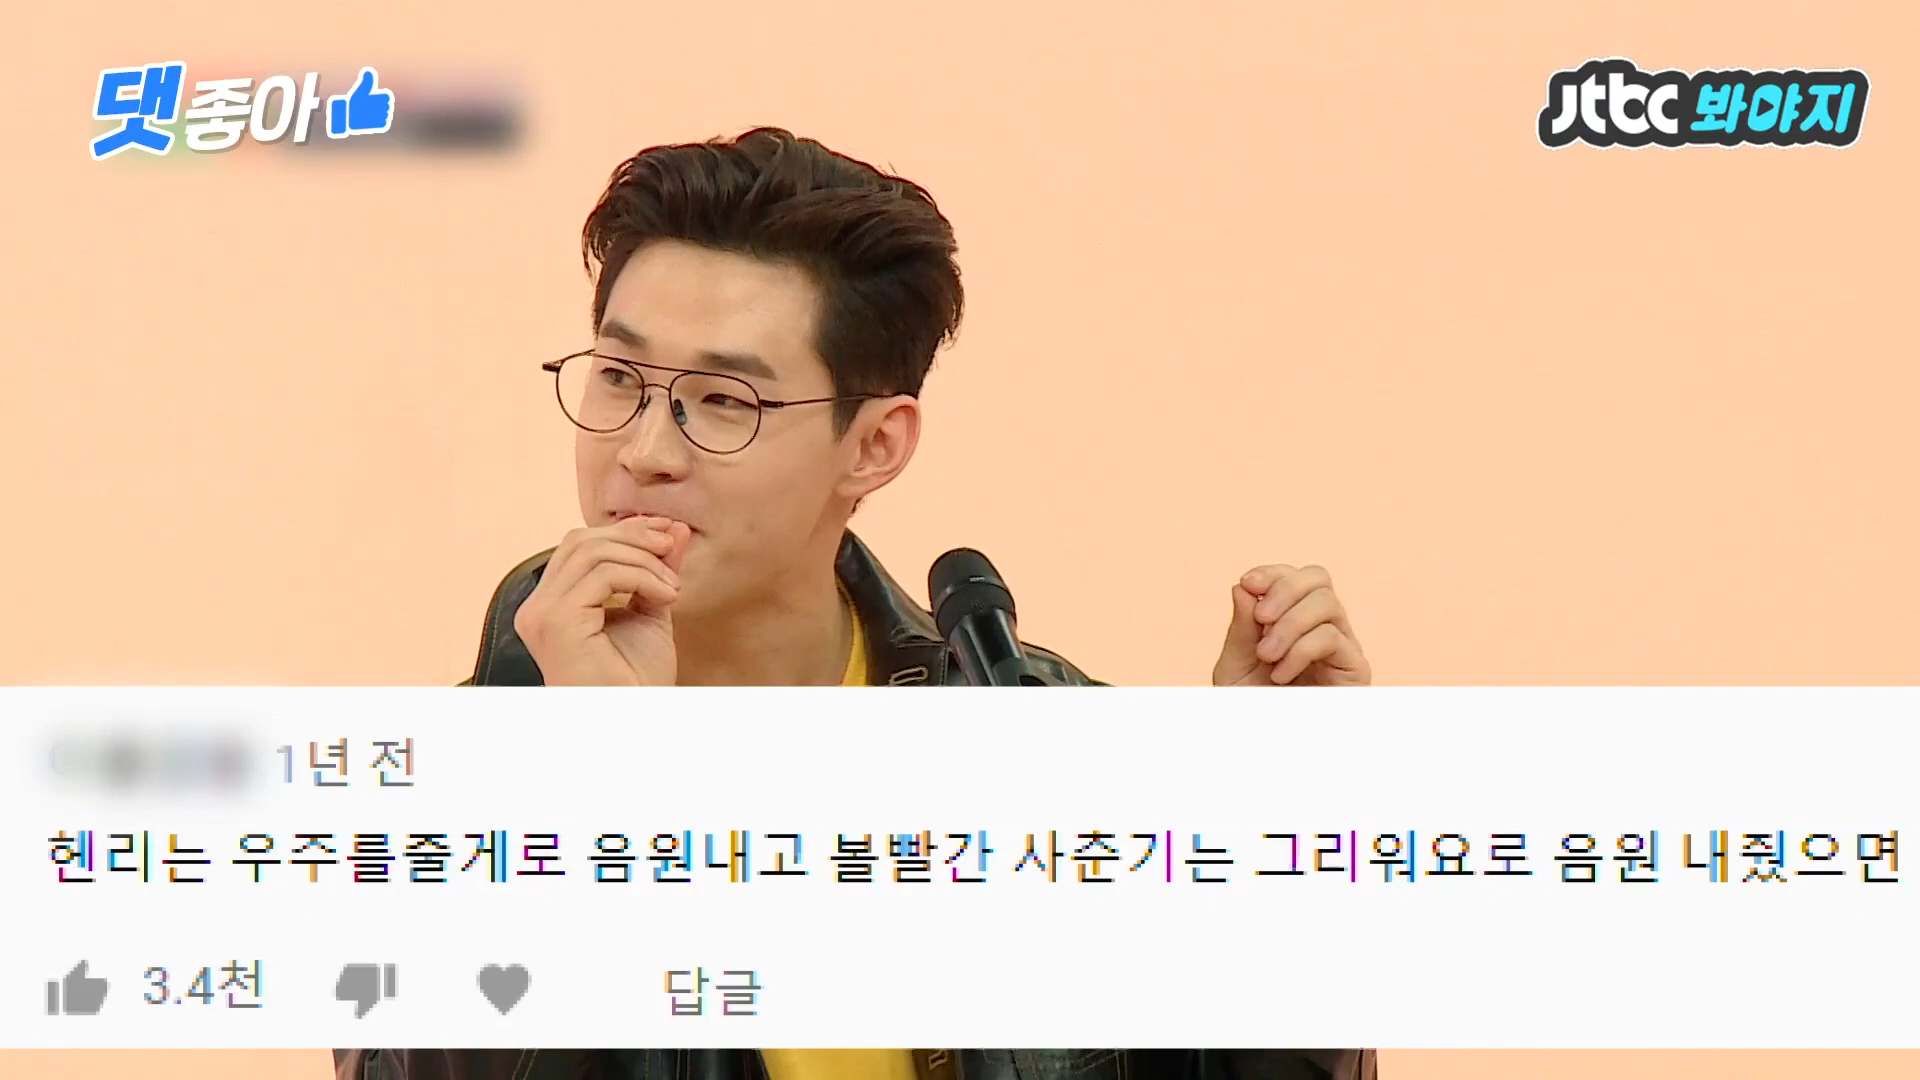 댓좋아
jtbc 봐야지
1년 전
헨리는 우주를줄게로 음원내고 볼빨간 사춘기는 그리워요로 음원 내줬으면
3.4천
답글